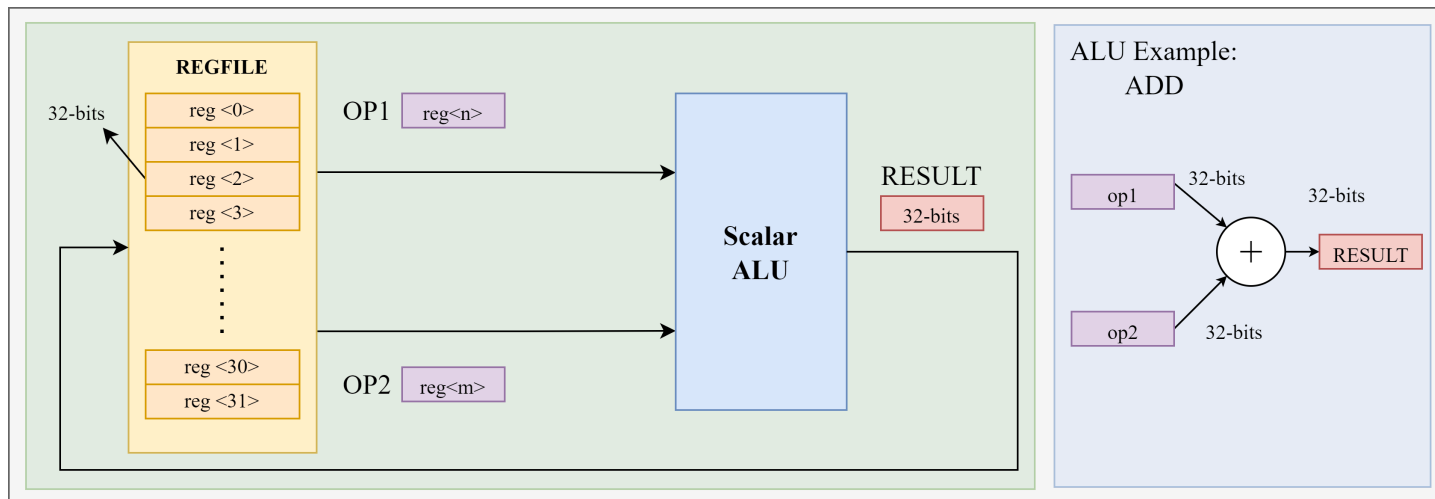 REGFILE
32-bits
reg <0>
reg <1>
reg <2>
reg <3>
reg <30>
reg <31>
OP1
reg<n>
OP2
reg<m>
Scalar
ALU
RESULT
32-bits
ALU Example:
ADD
op1
32-bits
op2
32-bits
+
32-bits
RESULT